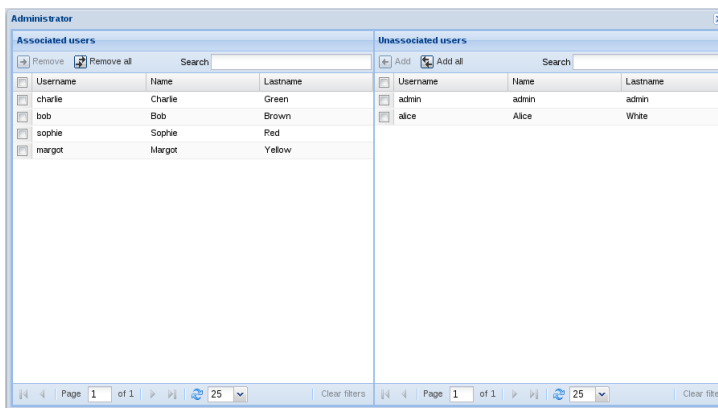 Administrator
Associated users
Remove Remove all Search
Username Name Lastname
charlie Charlie Green
bob Bob Brown
sophie Sophie Red
margot Margot Yellow
Page 1 of 1 25 Clear filters
Unassociated users
Add Add all Search
Username Name Lastname
admin admin admin
alice Alice White
Page 1 of 1 25 Clear filte